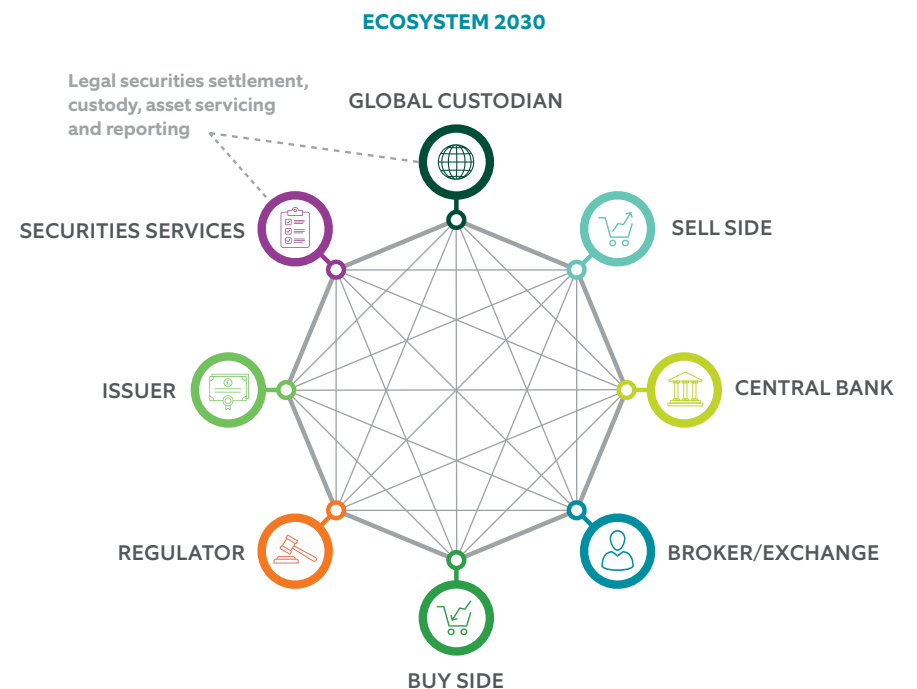 ECOSYSTEM 2030
Legal securities settlement,
custody, asset servicing
and reporting
GLOBAL CUSTODIAN
SECURITIES SERVICES
SELL SIDE
ISSUER
£
CENTRAL BANK
REGULATOR
BROKER/EXCHANGE
BUY SIDE